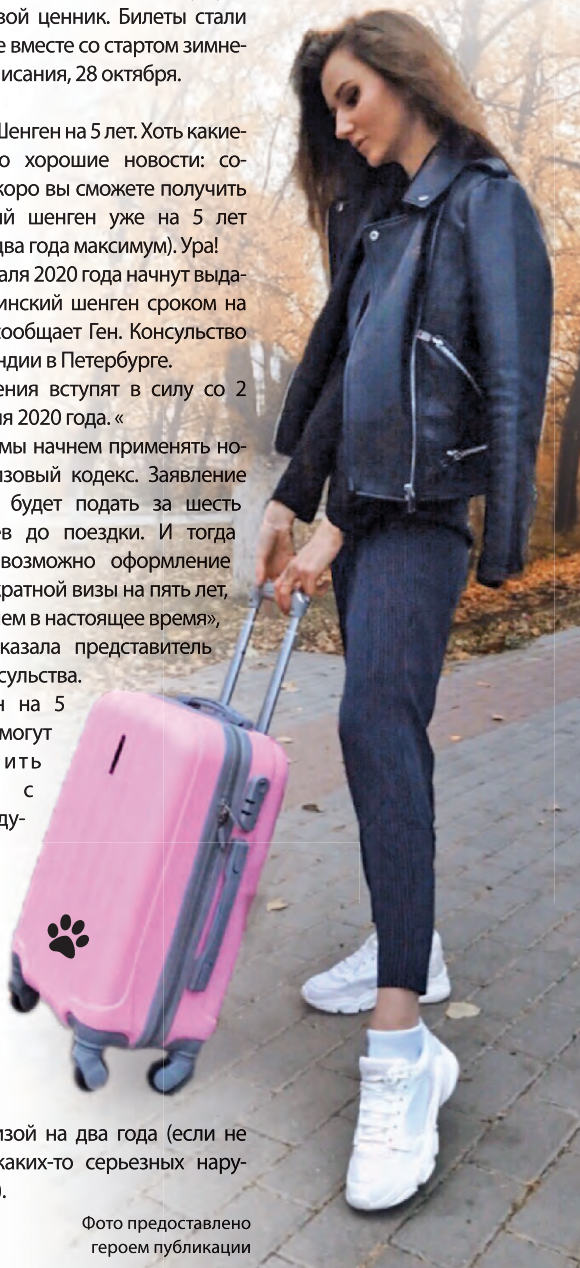 вой ценник. Билеты стали
е вместе со стартом зимне-
исания, 28 октября.
Шенген на 5 лет. Хоть какие-
о хорошие новости: со-
коро вы сможете получить
ий шенген уже на 5 лет
два года максимум). Ура!
аля 2020 года начнут выда-
инский шенген сроком на
сообщает Ген. Консульство
ндии в Петербурге.
ения вступят в силу со 2
ля 2020 года. «
мы начнем применять но-
изовый кодекс. Заявление
будет подать за шесть
ев до поездки. И тогда
возможно оформление
кратной визы на пять лет,
ем в настоящее время»,
казала представитель
сульства.
н на 5
могут
ить
с
ду-
изой на два года (если не
каких-то серьезных нару-
).
Фото предоставлено
героем публикации